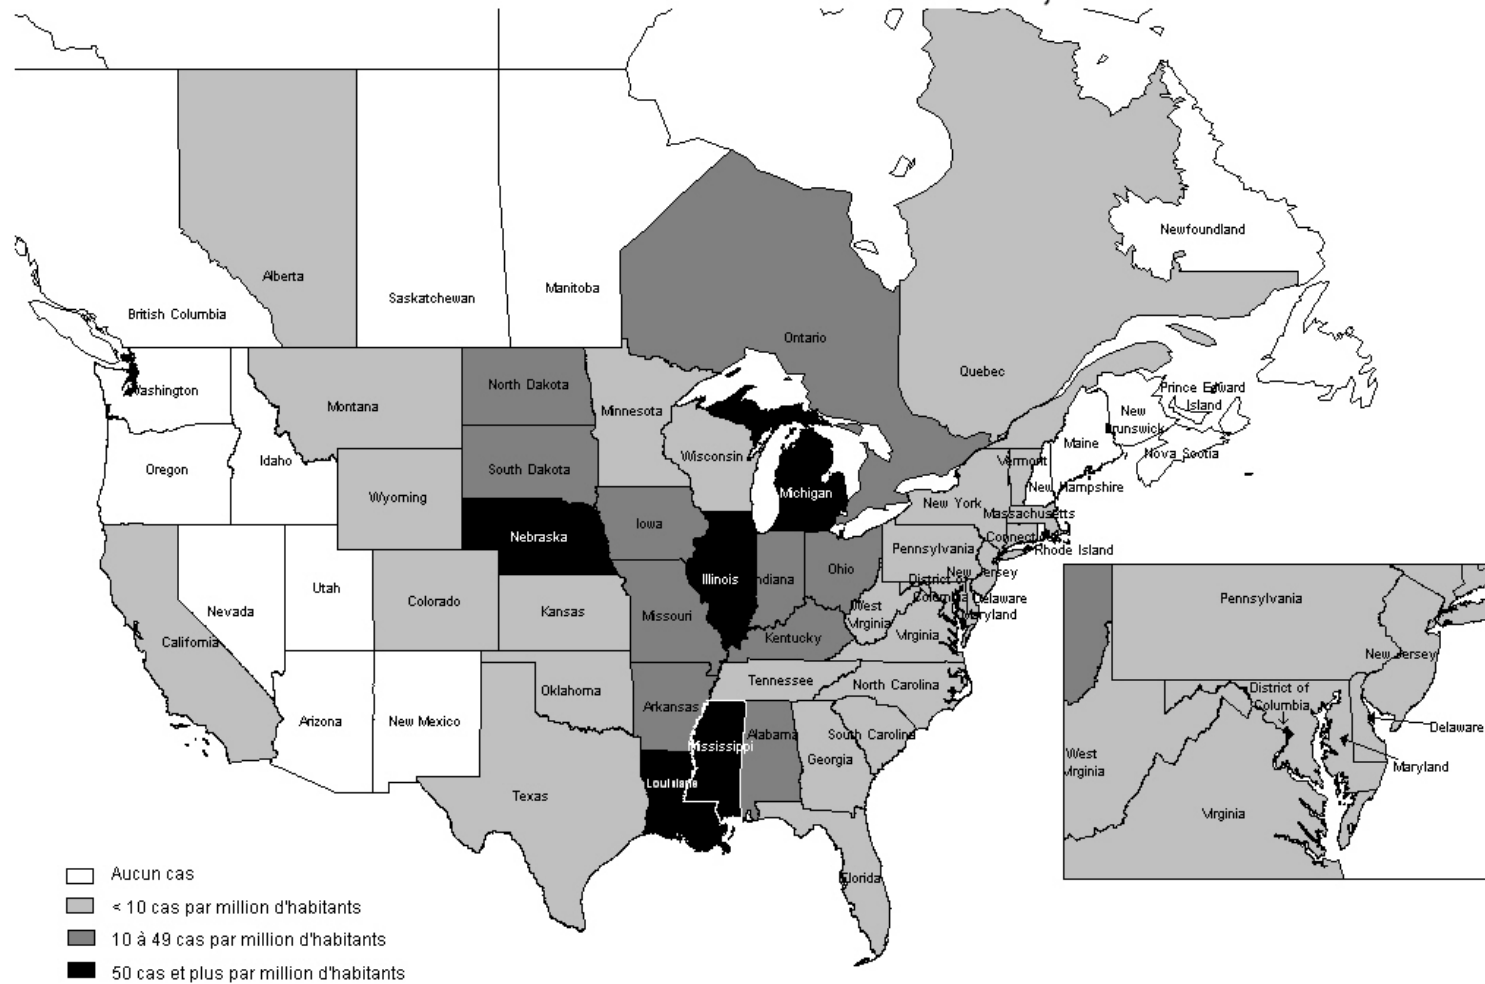 Newfoundland
Alberta
Manitoba
Saskatchewan
British Columbia
Ontario
Quebec
Washington
Montana
North Dakota
Minnesota
Prince Edward
Island
New
Brunswick
Maine
Nova Scotia
Oregon
Idaho
South Dakota
Wisconsin
Vermont
New Hampshire
Wyoming
Michigan
New York
Massachusetts
Nebraska
Iowa
Connecticut
Rhode Island
Pennsylvania
Utah
Nevada
Colorado
Kansas
Illinois
Indiana
Ohio
New Jersey
District of
Columbia
Delaware
Maryland
West
Virginia
Virginia
California
Missouri
Kentucky
Arizona
New Mexico
Oklahoma
Tennessee
North Carolina
Arkansas
Mississippi
Alabama
South Carolina
Georgia
Texas
Louisiana
Florida
Pennsylvania
New Jersey
District of
Columbia
Delaware
West
Virginia
Maryland
Virginia
Aucun cas
< 10 cas par million d'habitants
10 à 49 cas par million d'habitants
50 cas et plus par million d'habitants